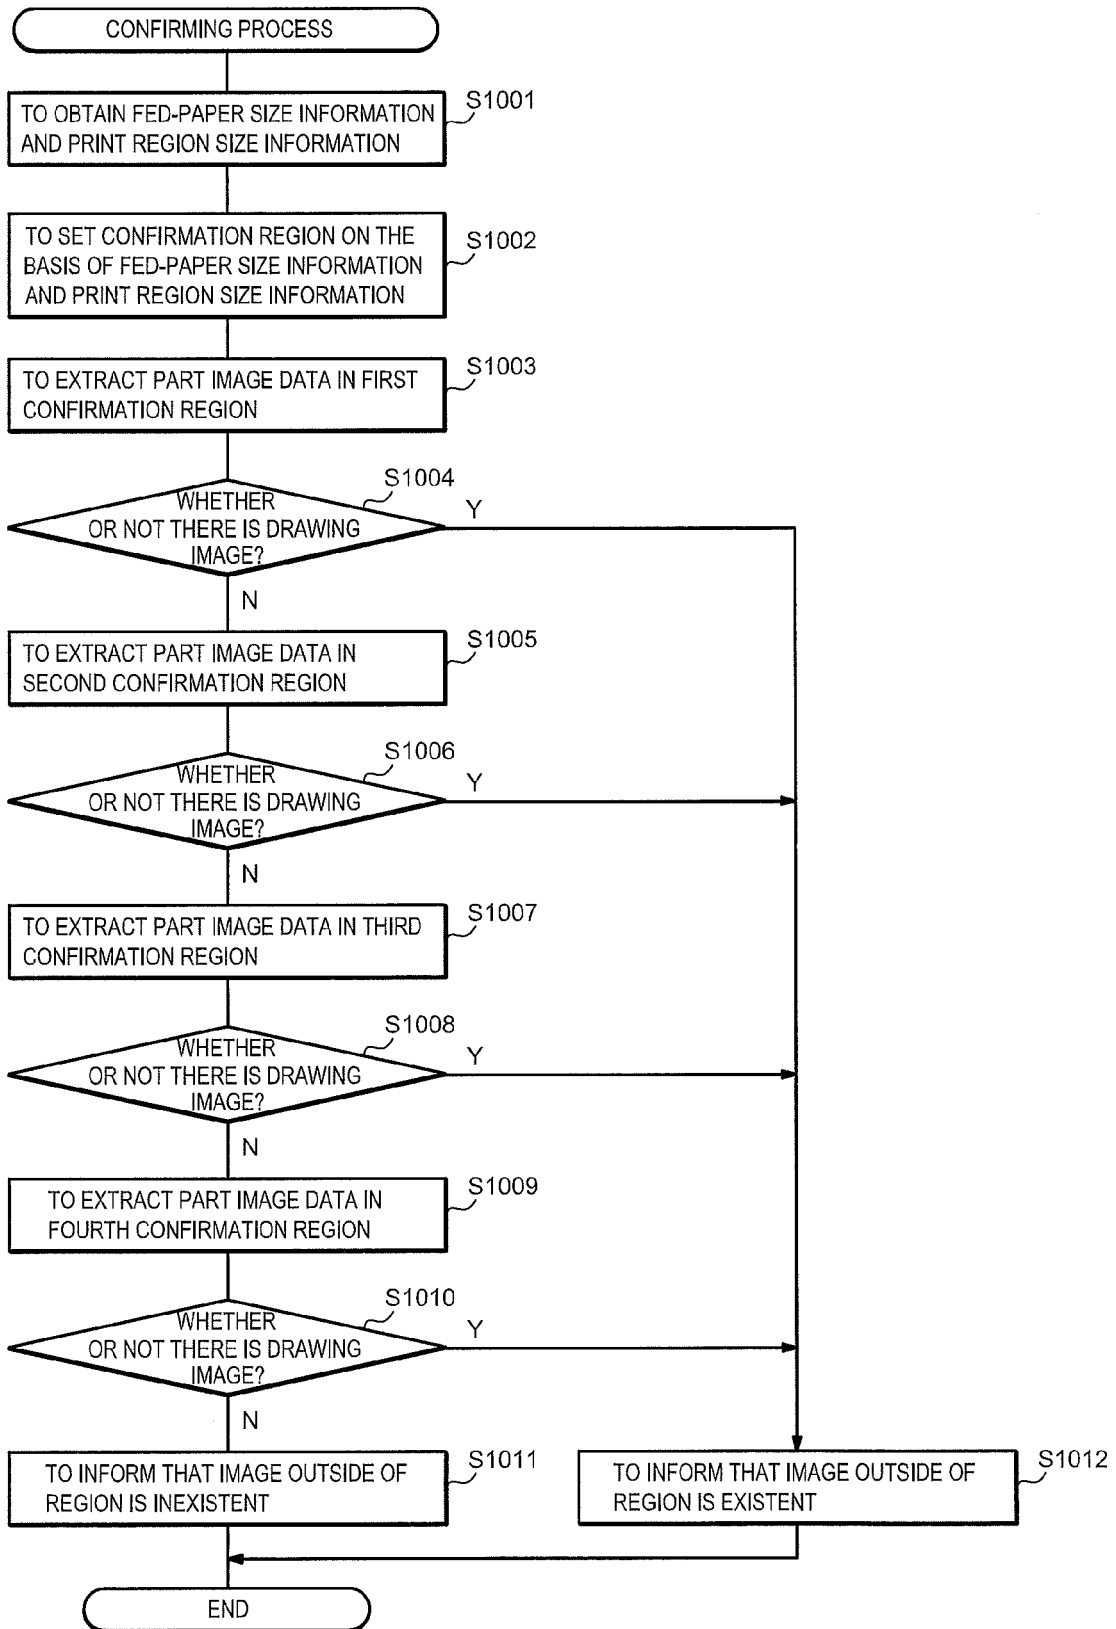 CONFIRMING PROCESS
S1001
TO OBTAIN FED-PAPER SIZE INFORMATION
AND PRINT REGION SIZE INFORMATION
S1002
TO SET CONFIRMATION REGION ON THE
BASIS OF FED-PAPER SIZE INFORMATION
AND PRINT REGION SIZE INFORMATION
S1003
TO EXTRACT PART IMAGE DATA IN FIRST
CONFIRMATION REGION
S1004
WHETHER
OR NOT THERE IS DRAWING
IMAGE?
Y
N
S1005
TO EXTRACT PART IMAGE DATA IN
SECOND CONFIRMATION REGION
S1006
WHETHER
OR NOT THERE IS DRAWING
IMAGE?
Y
N
S1007
TO EXTRACT PART IMAGE DATA IN THIRD
CONFIRMATION REGION
S1008
WHETHER
OR NOT THERE IS DRAWING
IMAGE?
Y
N
S1009
TO EXTRACT PART IMAGE DATA IN
FOURTH CONFIRMATION REGION
S1010
WHETHER
OR NOT THERE IS DRAWING
IMAGE?
Y
N
S1011
TO INFORM THAT IMAGE OUTSIDE OF
REGION IS INEXISTENT
S1012
TO INFORM THAT IMAGE OUTSIDE OF
REGION IS EXISTENT
END